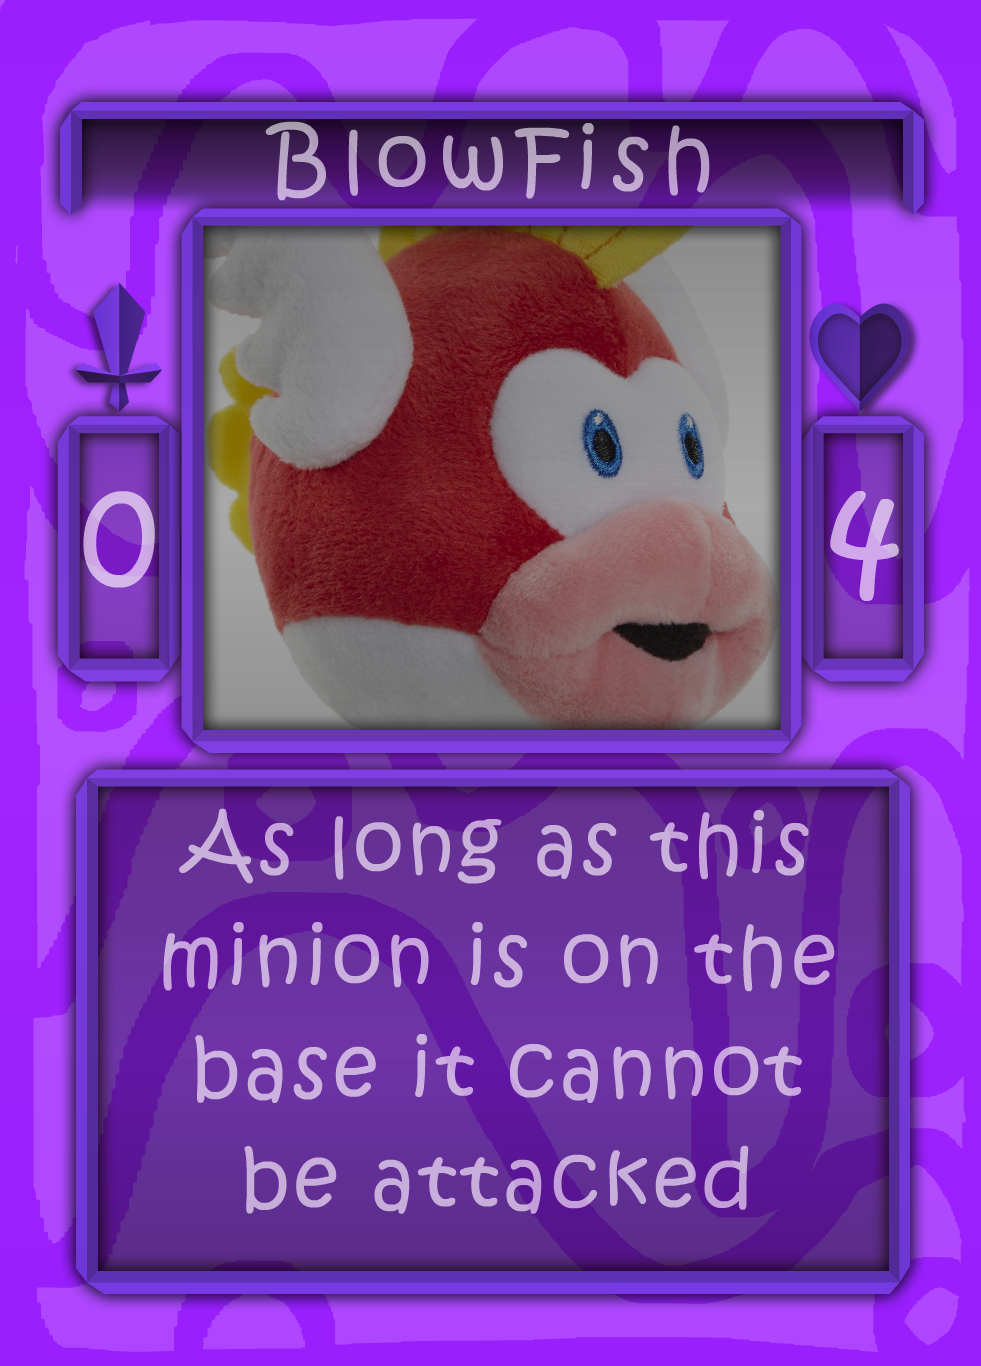 BlowFish
0
4
As long as this
minion is on the
base it cannot
be attacked